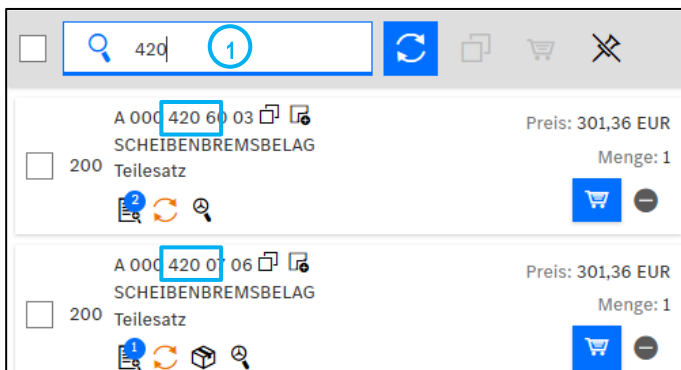 420 1
A 000 420 60 03
SCHEIBENBREMSBELAG
200 Teilesatz
2
Preis: 301,36 EUR
Menge: 1
A 000 420 07 06
SCHEIBENBREMSBELAG
200 Teilesatz
1
Preis: 301,36 EUR
Menge: 1